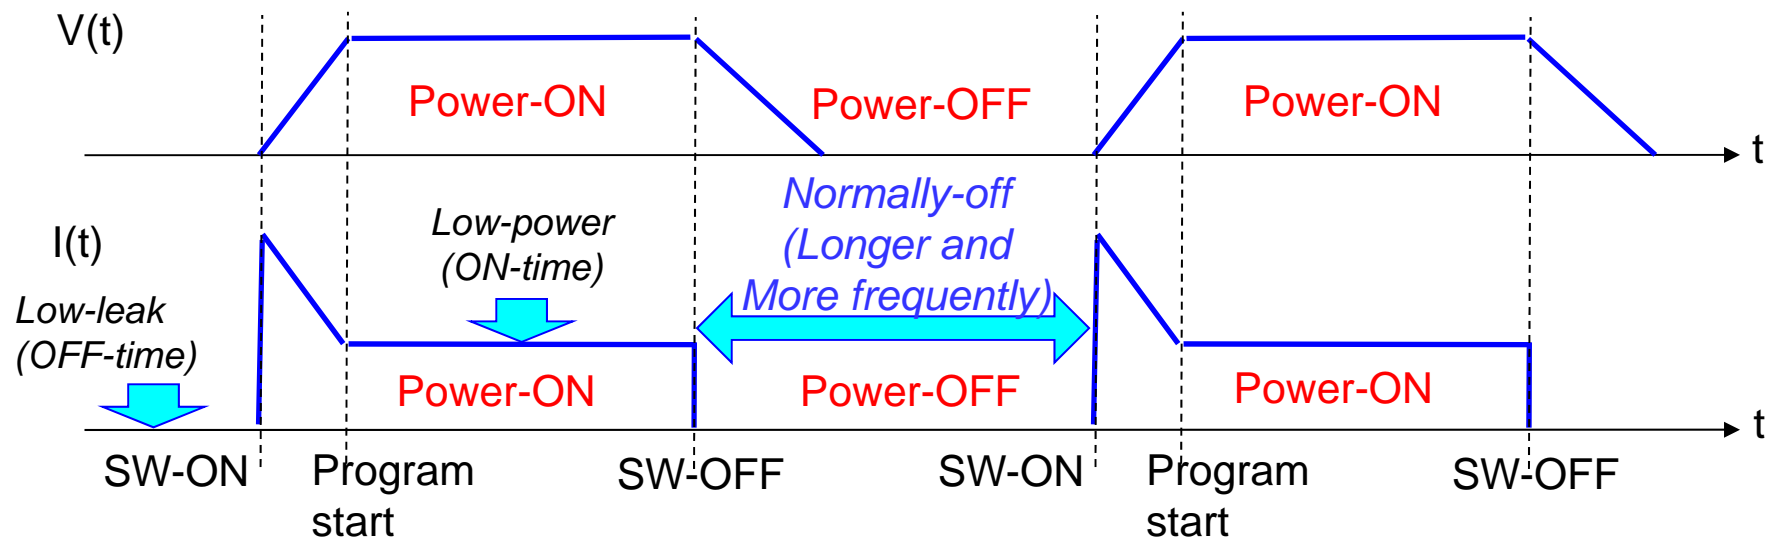 V(t)
Power-ON
Power-OFF
Power-ON
t
Normally-off
(Longer and
More frequently)
Low-power
(ON-time)
I(t)
Low-leak
(OFF-time)
Power-ON
Power-OFF
Power-ON
t
SW-ON
Program
start
SW-OFF
SW-ON
Program
start
SW-OFF